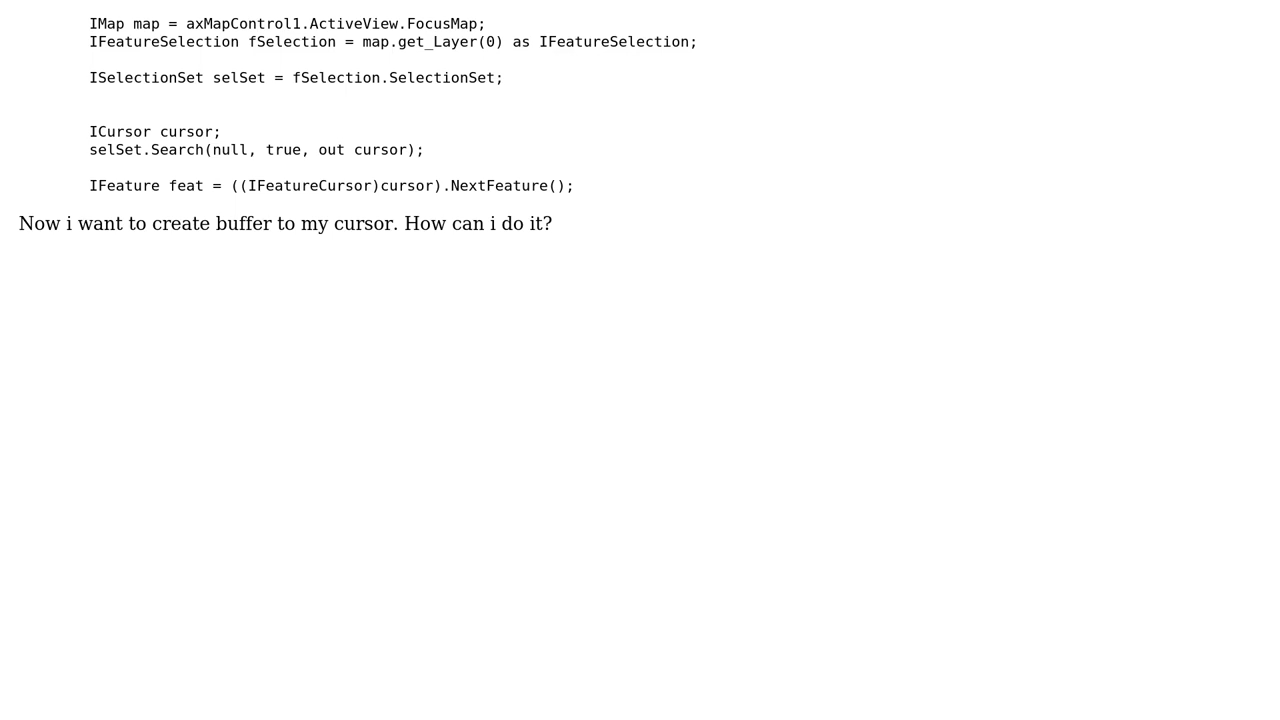 IMap map = axMapControl1.ActiveView.FocusMap;
IFeatureSelection fSelection = map.get_Layer(0) as IFeatureSelection;
ISelectionSet selSet = fSelection.SelectionSet;
ICursor cursor;
selSet.Search(null, true, out cursor);
IFeature feat = ((IFeatureCursor)cursor).NextFeature();
Now i want to create buffer to my cursor. How can i do it?